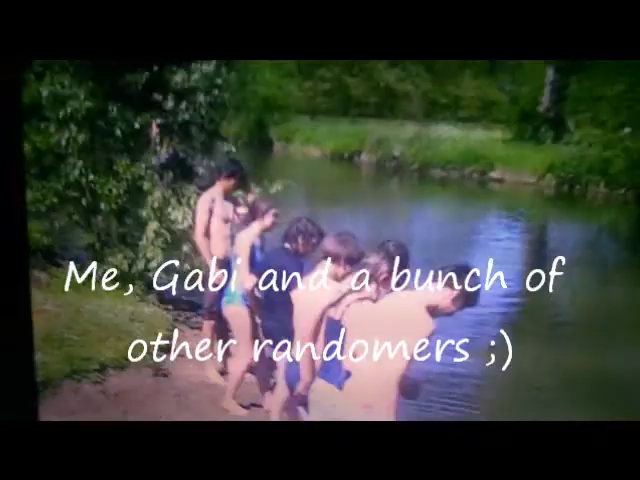 Me, Gabi and a bunch of
other randomers ;)